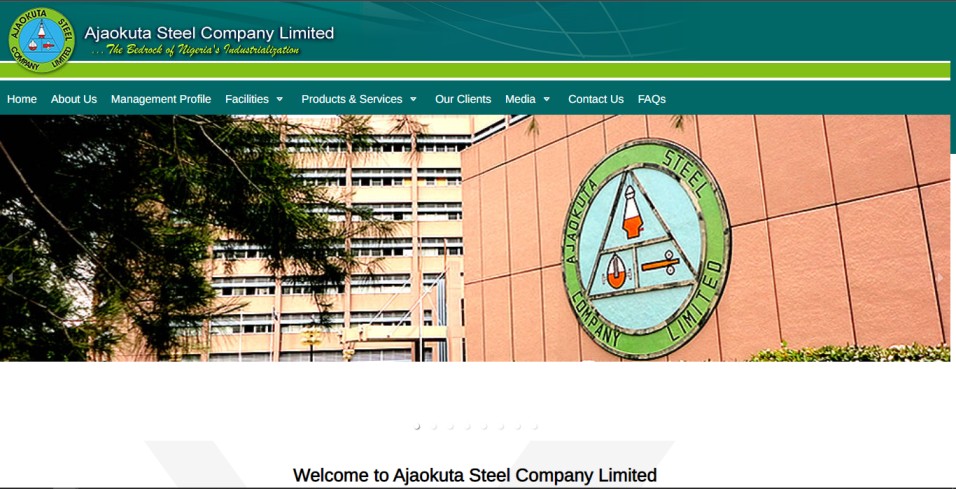 AJAOKUTA STEEL
COMPANY LIMITED
Ajaokuta Steel Company Limited
...The Bedrock of Nigeria's Industrialization
Home About Us Management Profile Facilities Products & Services Our Clients Media Contact Us FAQs
AJAOKUTA STEEL
COMPANY LIMITED
Welcome to Ajaokuta Steel Company Limited